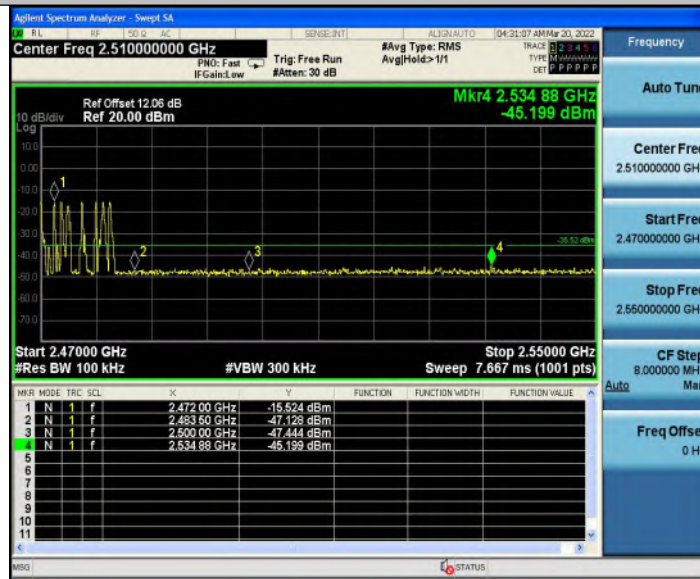 Agilent Spectrum Analyzer - Swept SA
RL RF 50 Ω AC SENSE:INT ALIGNAUTO 04:31:07 AM Mar 20, 2022
Center Freq 2.510000000 GHz #Avg Type: RMS TRACE 1 2 3 4 5 6
PNO: Fast Trig: Free Run Avg|Hold:> 1/1 TYPE M
IFGain:Low #Atten: 30 dB DET P P P P P P
Mkr4 2.534 88 GHz
-45.199 dBm
Ref Offset 12.06 dB
10 dB/div Ref 20.00 dBm
Log
10.0
0.00
-10.0
-20.0
-30.0
-40.0
-50.0
-60.0
-70.0
1
2
3
4
-35.52 dBm
Start 2.47000 GHz Stop 2.55000 GHz
#Res BW 100 kHz #VBW 300 kHz Sweep 7.667 ms (1001 pts)
MKR MODE TRC SCL X Y FUNCTION FUNCTION WIDTH FUNCTION VALUE
1 N 1 f 2.472 00 GHz -15.524 dBm
2 N 1 f 2.483 50 GHz -47.128 dBm
3 N 1 f 2.500 00 GHz -47.444 dBm
4 N 1 f 2.534 88 GHz -45.199 dBm
5
6
7
8
9
10
11
MSG STATUS
Frequency
Auto Tun
Center Fre
2.510000000 GH
Start Fre
2.470000000 GH
Stop Fre
2.550000000 GH
CF Step
8.000000 MH
Auto Ma
Freq Offse
0 H